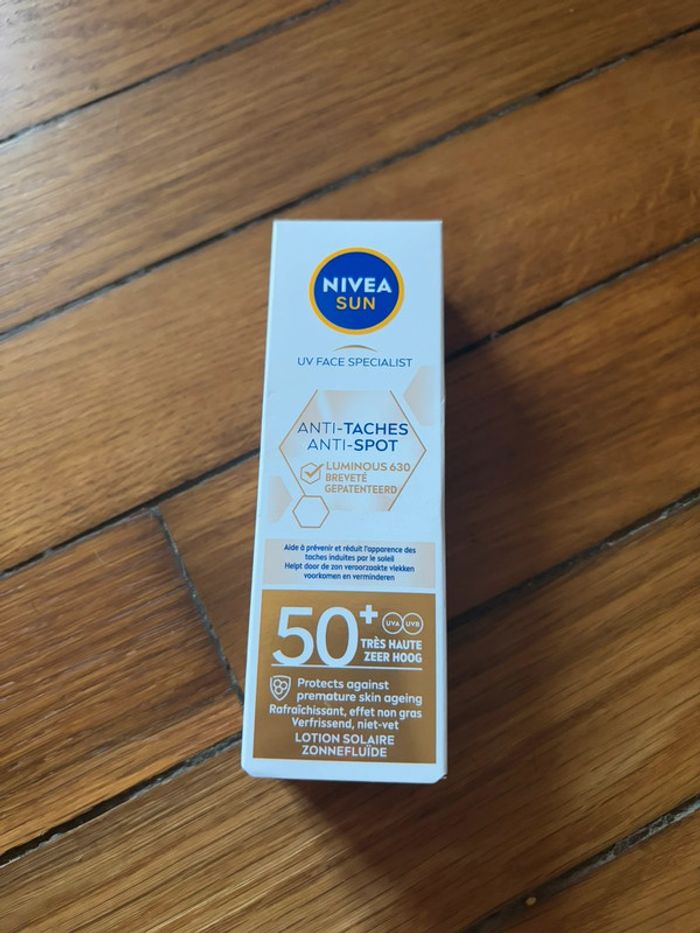 NIVEA
SUN
UV FACE SPECIALIST
ANTI-TACHES
ANTI-SPOT
LUMINOUS 630
BREVETÉ
GEPATENTEERD
Aide à prévenir et réduit l'apparence des
taches induites par le soleil
Helpt door de zon veroorzaakte vlekken
voorkomen en verminderen
50+
UVA UVB
TRÈS HAUTE
ZEER HOOG
Protects against
premature skin ageing
Rafraîchissant, effet non gras
Verfrissend, niet-vet
LOTION SOLAIRE
ZONNEFLUÏDE